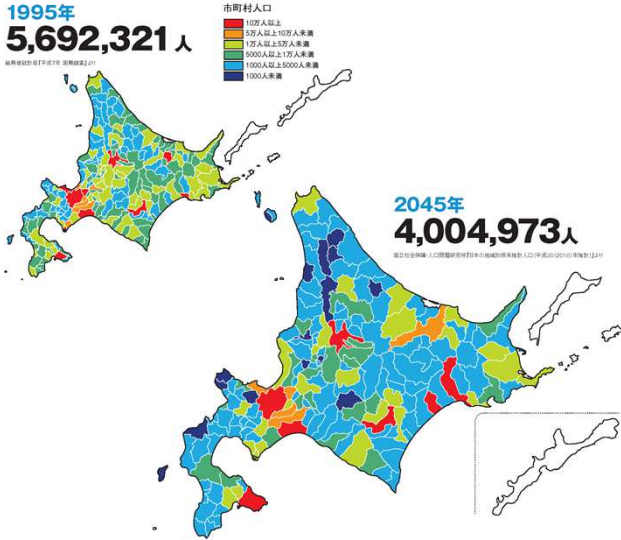 1995年
5,692,321人
総務省統計局『平成7年 国勢調査』より
市町村人口
10万人以上
5万人以上10万人未満
1万人以上5万人未満
5000人以上1万人未満
1000人以上5000人未満
1000人未満
2045年
4,004,973人
国立社会保障・人口問題研究所『日本の地域別将来推計人口(平成30(2018)年推計)』より